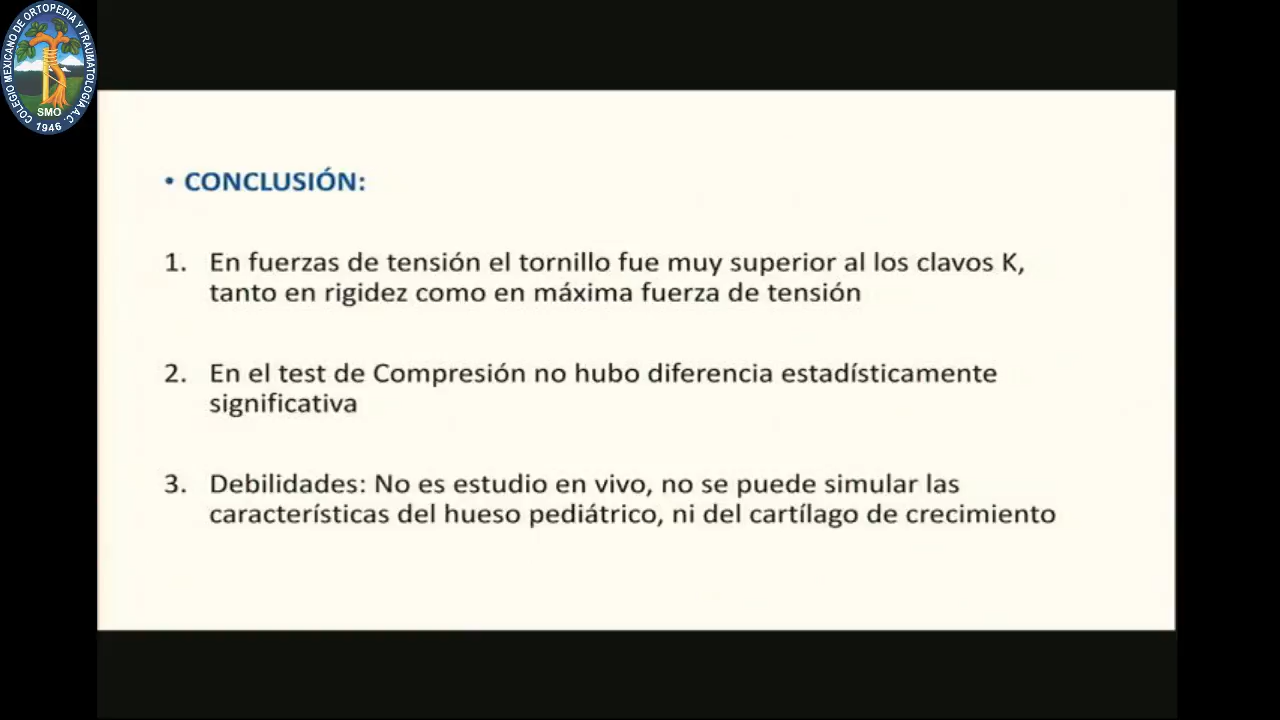 COLEGIO MEXICANO DE ORTOPEDIA Y TRAUMATOLOGÍA A.C.
SMO
1946
• CONCLUSIÓN:
1. En fuerzas de tensión el tornillo fue muy superior al los clavos K,
tanto en rigidez como en máxima fuerza de tensión
2. En el test de Compresión no hubo diferencia estadísticamente
significativa
3. Debilidades: No es estudio en vivo, no se puede simular las
características del hueso pediátrico, ni del cartílago de crecimiento